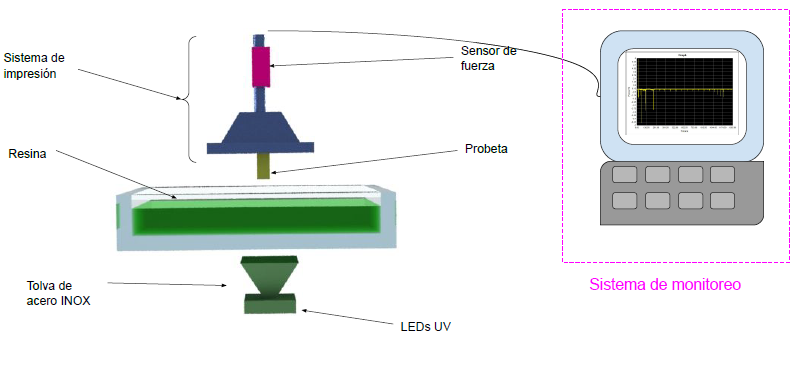 Sistema de
impresión
Sensor de
fuerza
Resina
Probeta
Tolva de
acero INOX
LEDs UV
Sistema de monitoreo